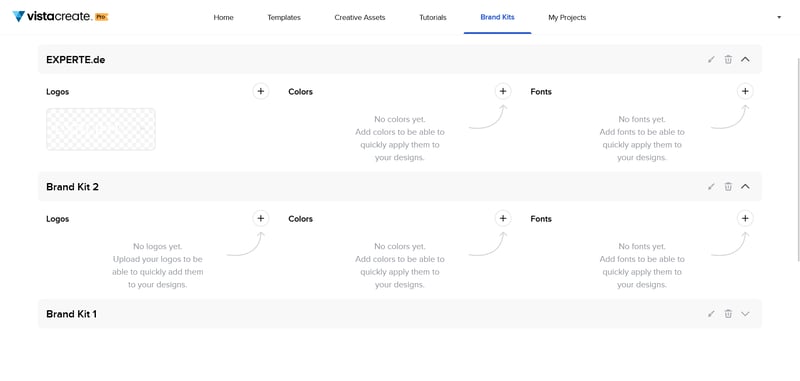 vistacreate. Pro
Home Templates Creative Assets Tutorials Brand Kits My Projects
EXPERTE.de
Logos Colors Fonts
No colors yet.
Add colors to be able to
quickly apply them to
your designs.
No fonts yet.
Add fonts to be able to
quickly apply them to
your designs.
Brand Kit 2
Logos Colors Fonts
No logos yet.
Upload your logos to be
able to quickly add them
to your designs.
No colors yet.
Add colors to be able to
quickly apply them to
your designs.
No fonts yet.
Add fonts to be able to
quickly apply them to
your designs.
Brand Kit 1